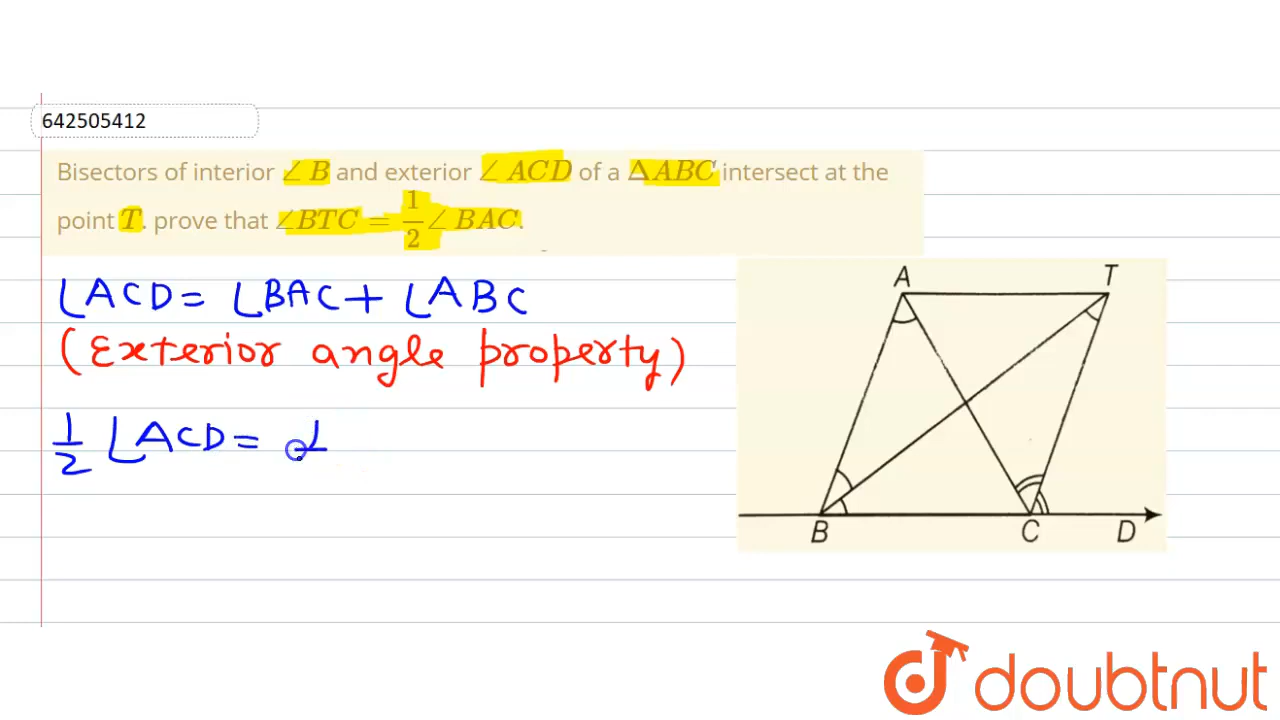 642505412
Bisectors of interior ∠ B and exterior ∠ ACD of a ΔABC intersect at the
point T. prove that ∠BTC = 1/2 ∠ BAC.
∠ACD = ∠BAC + ∠ABC
(Exterior angle property)
1/2 ∠ACD =
A
T
B
C
D
doubtnut